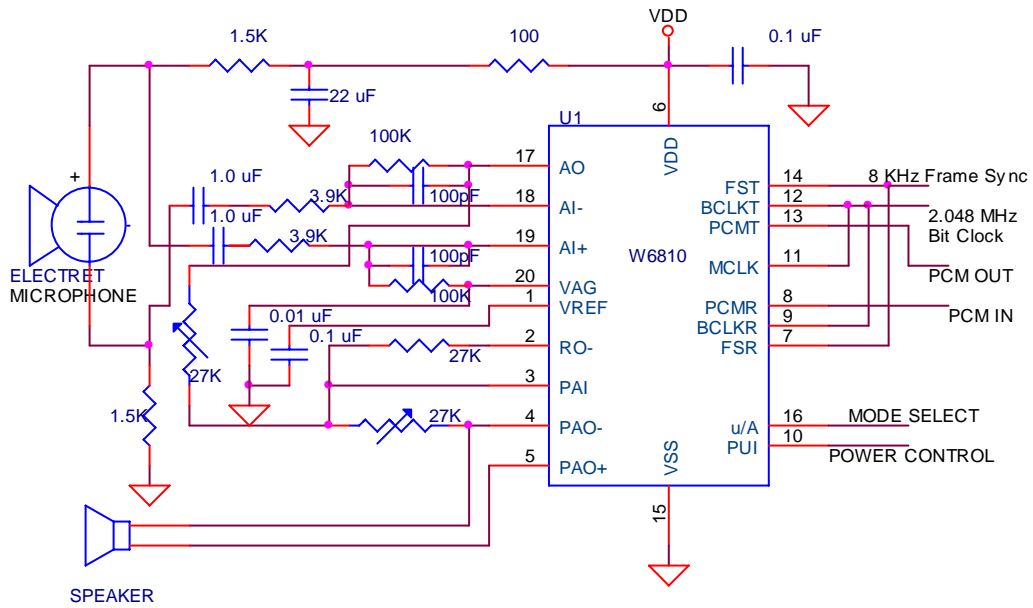 VDD
1.5K
100
0.1 uF
22 uF
6
U1
VDD
100K
17
AO
100pF
1.0 uF
3.9K
18
AI-
1.0 uF
3.9K
19
AI+
100pF
100K
20
VAG
1
VREF
0.01 uF
0.1 uF
2
RO-
27K
27K
3
PAI
27K
4
PAO-
5
PAO+
1.5K
+
-
ELECTRET
MICROPHONE
W6810
FST
14
8 KHz Frame Sync
BCLKT
12
PCMT
13
2.048 MHz
Bit Clock
MCLK
11
PCM OUT
PCMR
8
PCM IN
BCLKR
9
FSR
7
u/A
16
MODE SELECT
PUI
10
POWER CONTROL
VSS
15
SPEAKER